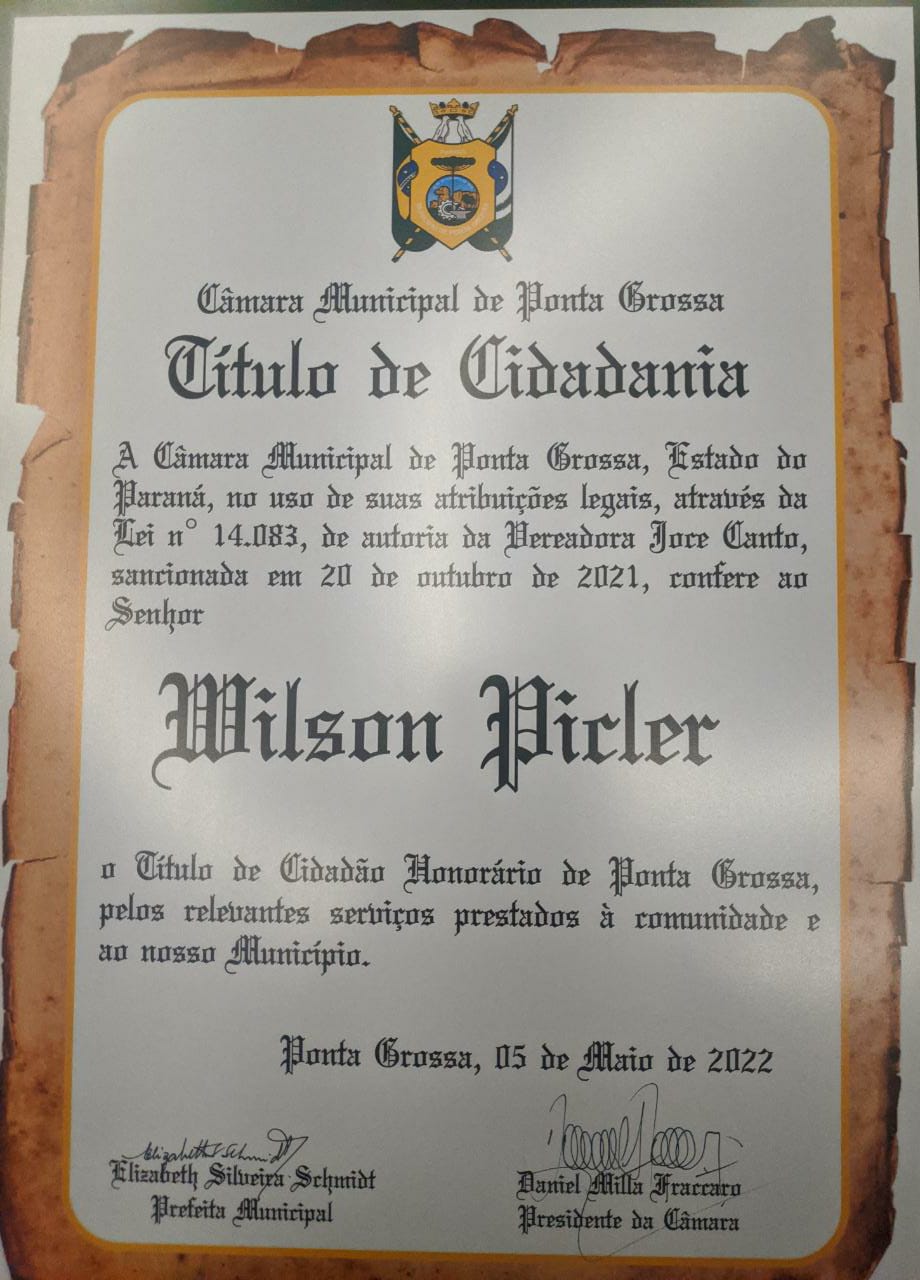 Câmara Municipal de Ponta Grossa
Título de Cidadania
A Câmara Municipal de Ponta Grossa, Estado do
Paraná, no uso de suas atribuições legais, através da
Lei n° 14.083, de autoria da Vereadora Joce Canto,
sancionada em 20 de outubro de 2021, confere ao
Senhor
Wilson Picler
o Título de Cidadão Honorário de Ponta Grossa,
pelos relevantes serviços prestados à comunidade e
ao nosso Município.
Ponta Grossa, 05 de Maio de 2022
Elizabeth Silveira Schmidt
Prefeita Municipal
Daniel Milla Fraccaro
Presidente da Câmara